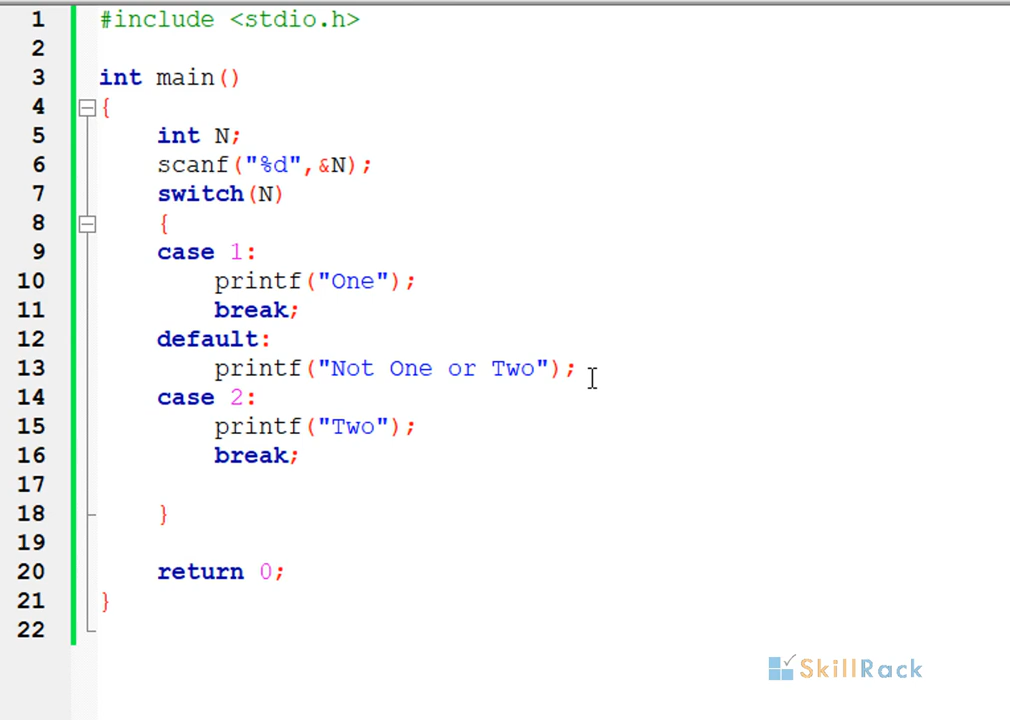 1 #include <stdio.h>
2
3 int main()
4 {
5 int N;
6 scanf("%d",&N);
7 switch(N)
8 {
9 case 1:
10 printf("One");
11 break;
12 default:
13 printf("Not One or Two");
14 case 2:
15 printf("Two");
16 break;
17
18 }
19
20 return 0;
21 }
22
SkillRack